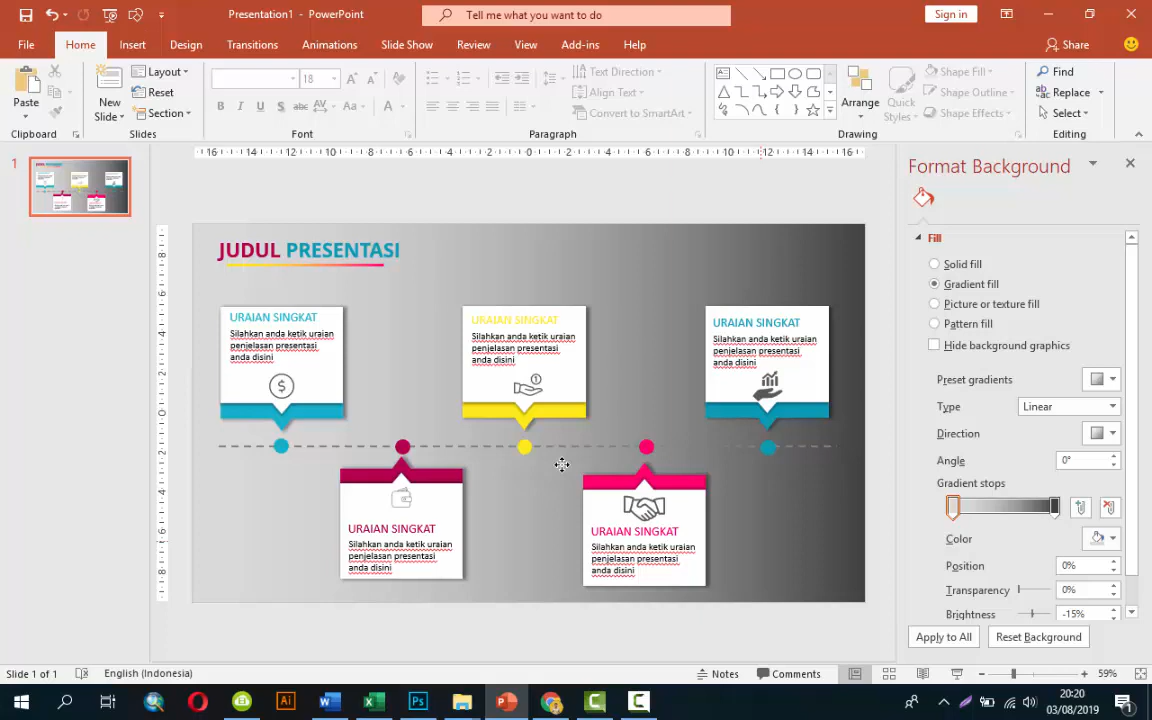 Presentation1 - PowerPoint
Tell me what you want to do
Sign in
File
Home
Insert
Design
Transitions
Animations
Slide Show
Review
View
Add-ins
Help
Share
Paste
New
Slide
Layout
Reset
Section
18
B
I
U
S
abc
AV
Aa
A
Text Direction
Align Text
Convert to SmartArt
Arrange
Quick
Styles
Shape Fill
Shape Outline
Shape Effects
Find
Replace
Select
Clipboard
Slides
Font
Paragraph
Drawing
Editing
1
JUDUL PRESENTASI
URAIAN SINGKAT
Silahkan anda ketik uraian
penjelasan presentasi
anda disini
$
URAIAN SINGKAT
Silahkan anda ketik uraian
penjelasan presentasi
anda disini
URAIAN SINGKAT
Silahkan anda ketik uraian
penjelasan presentasi
anda disini
URAIAN SINGKAT
Silahkan anda ketik uraian
penjelasan presentasi
anda disini
URAIAN SINGKAT
Silahkan anda ketik uraian
penjelasan presentasi
anda disini
Format Background
Fill
Solid fill
Gradient fill
Picture or texture fill
Pattern fill
Hide background graphics
Preset gradients
Type
Linear
Direction
Angle
0°
Gradient stops
Color
Position
0%
Transparency
0%
Brightness
-15%
Apply to All
Reset Background
Slide 1 of 1
English (Indonesia)
Notes
Comments
59%
20:20
03/08/2019